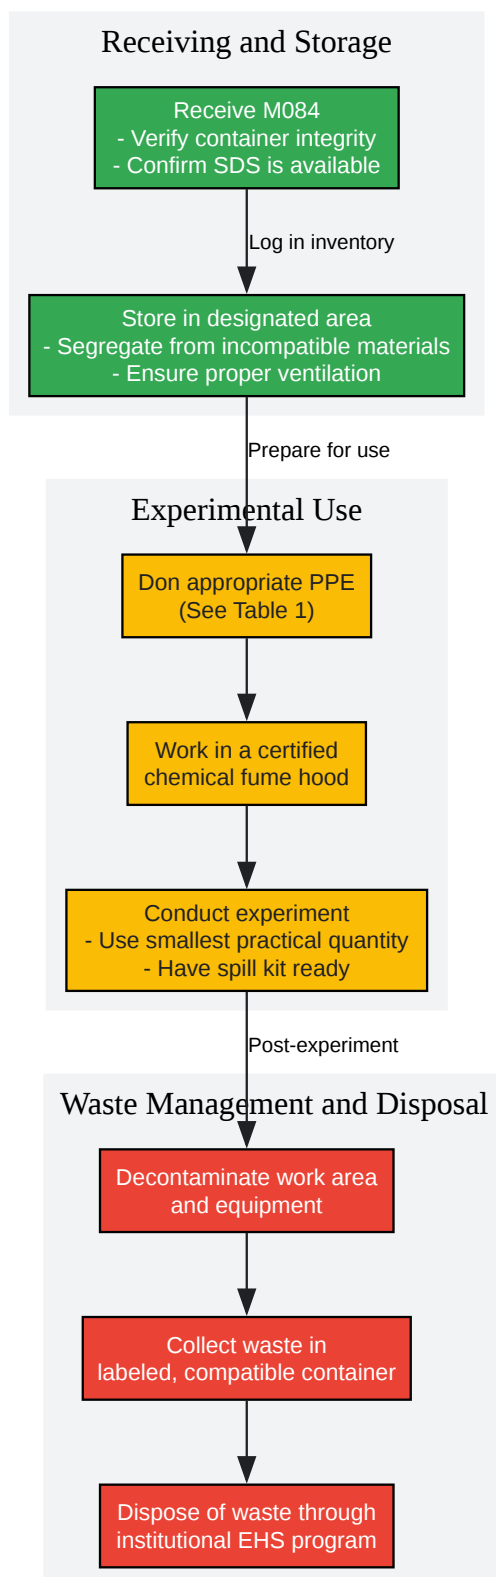 Receiving and Storage
Receive M084
- Verify container integrity
- Confirm SDS is available
Log in inventory
Store in designated area
- Segregate from incompatible materials
- Ensure proper ventilation
Prepare for use
Experimental Use
Don appropriate PPE
(See Table 1)
Work in a certified
chemical fume hood
Conduct experiment
- Use smallest practical quantity
- Have spill kit ready
Post-experiment
Waste Management and Disposal
Decontaminate work area
and equipment
Collect waste in
labeled, compatible container
Dispose of waste through
institutional EHS program